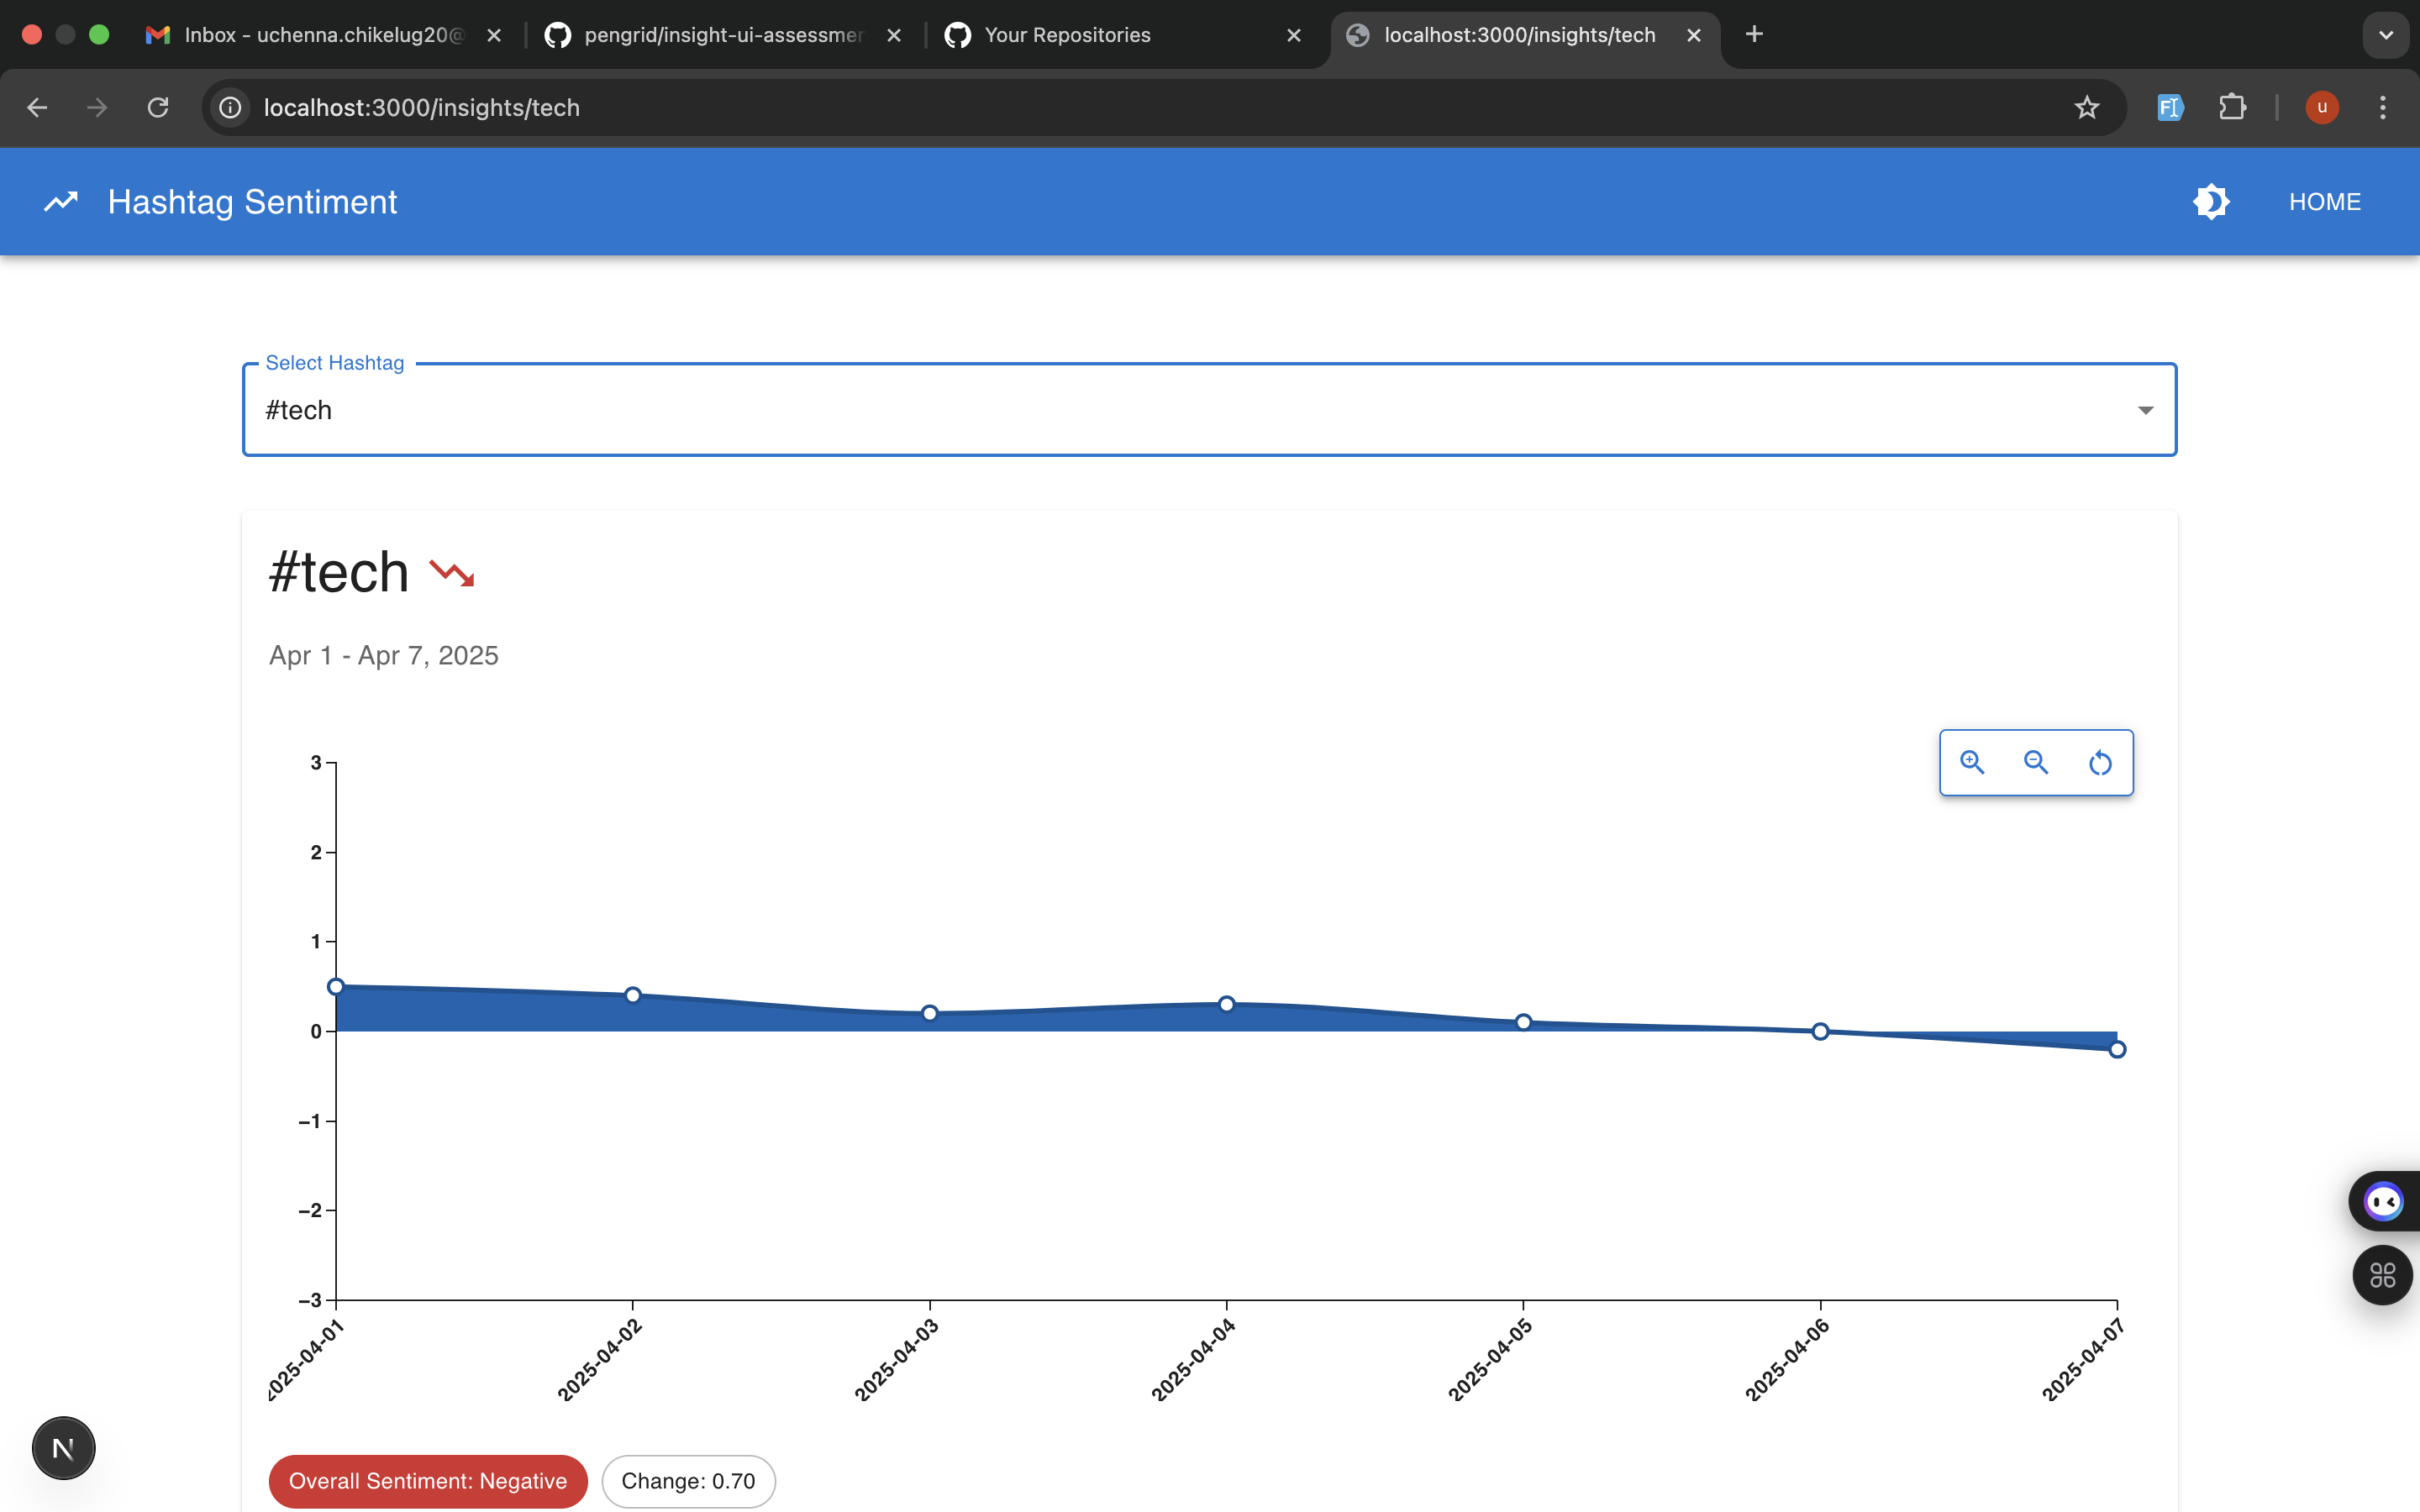 Inbox - uchenna.chikelug20@
pengrid/insight-ui-assessmer
Your Repositories
localhost:3000/insights/tech
localhost:3000/insights/tech
u
Hashtag Sentiment
HOME
Select Hashtag
#tech
#tech
Apr 1 - Apr 7, 2025
3
2
1
0
−1
−2
−3
2025-04-01
2025-04-02
2025-04-03
2025-04-04
2025-04-05
2025-04-06
2025-04-07
N
Overall Sentiment: Negative
Change: 0.70